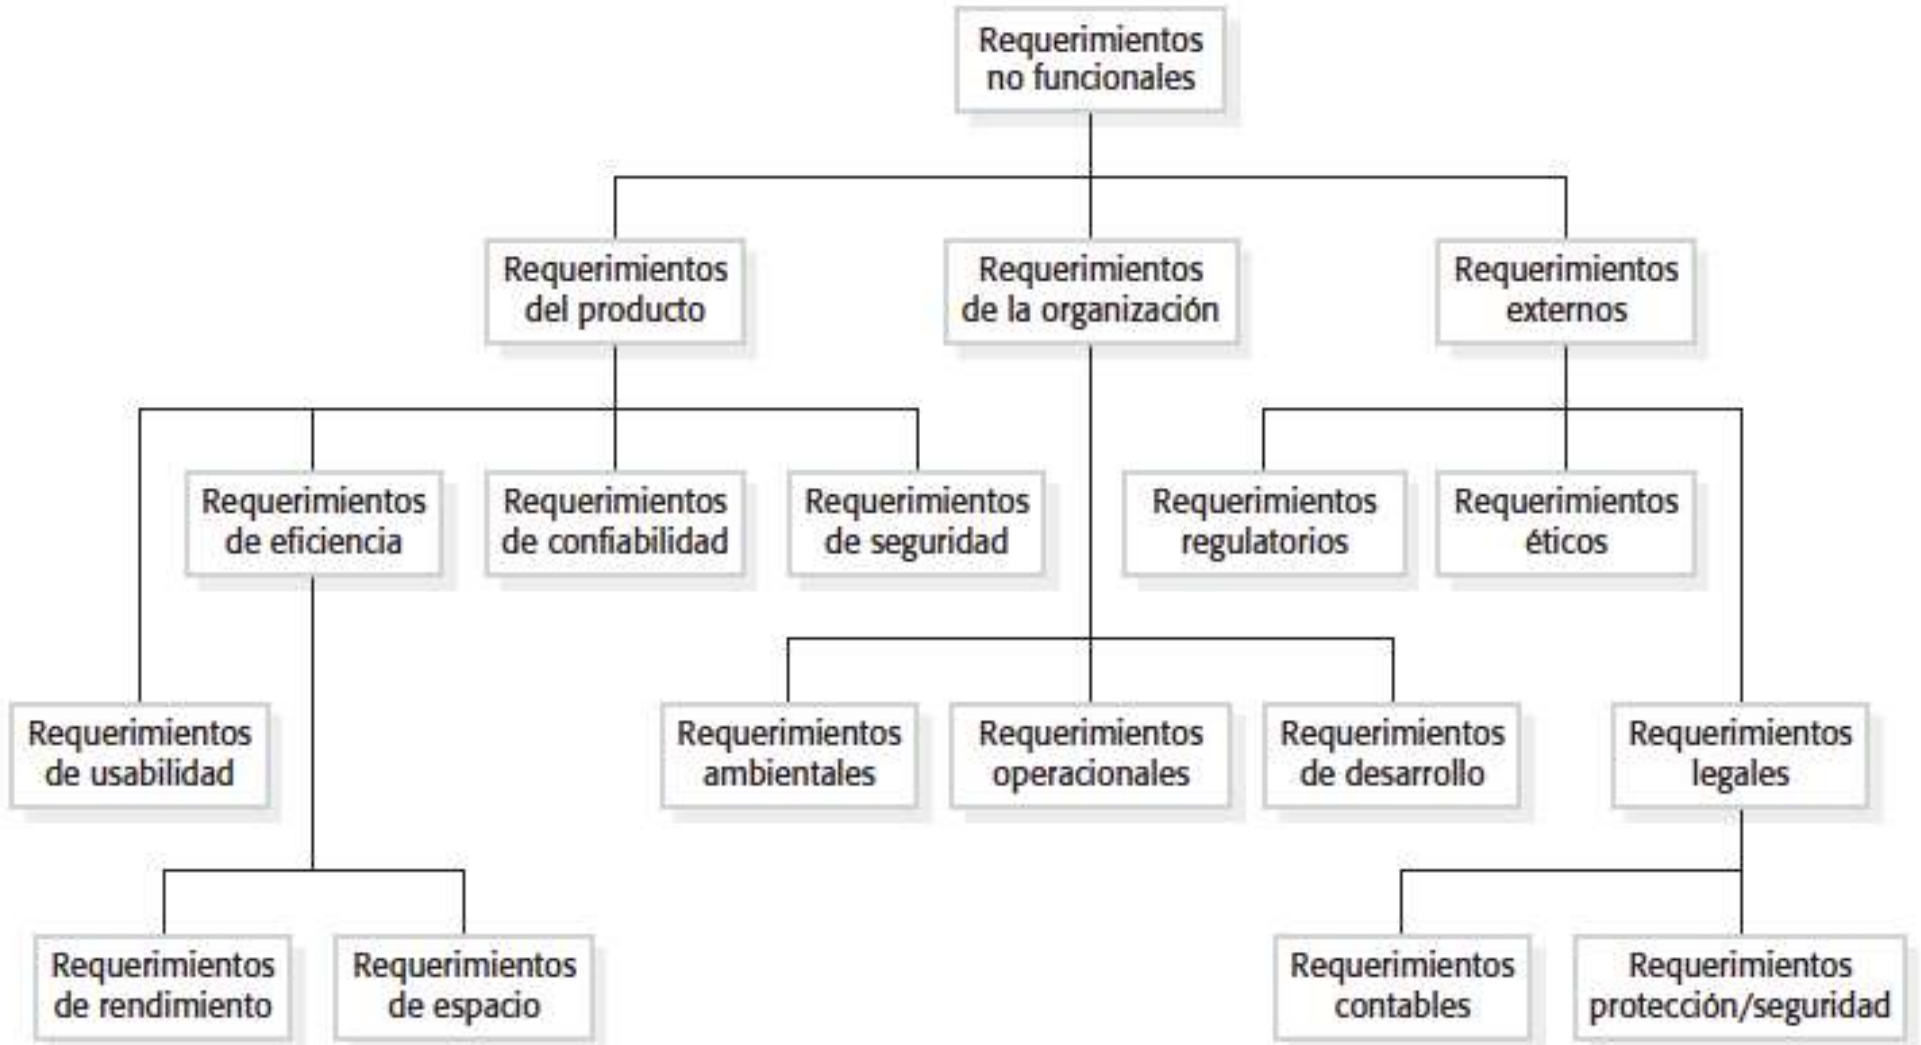 Requerimientos
no funcionales
Requerimientos
del producto
Requerimientos
de la organización
Requerimientos
externos
Requerimientos
de eficiencia
Requerimientos
de confiabilidad
Requerimientos
de seguridad
Requerimientos
regulatorios
Requerimientos
éticos
Requerimientos
de usabilidad
Requerimientos
ambientales
Requerimientos
operacionales
Requerimientos
de desarrollo
Requerimientos
legales
Requerimientos
de rendimiento
Requerimientos
de espacio
Requerimientos
contables
Requerimientos
protección/seguridad